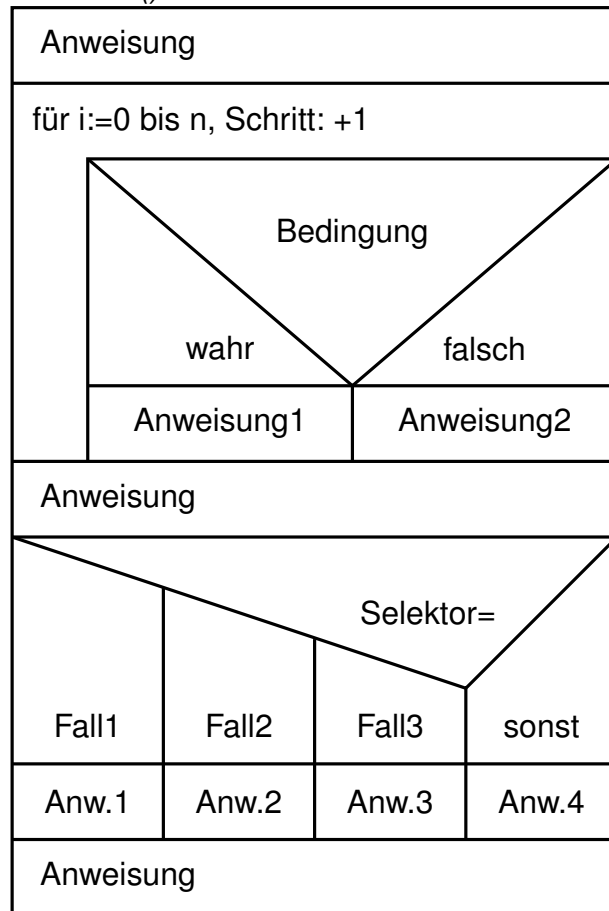 Anweisung
für i:=0 bis n, Schritt: +1
Bedingung
wahr falsch
Anweisung1 Anweisung2
Anweisung
Selektor=
Fall1 Fall2 Fall3 sonst
Anw.1 Anw.2 Anw.3 Anw.4
Anweisung